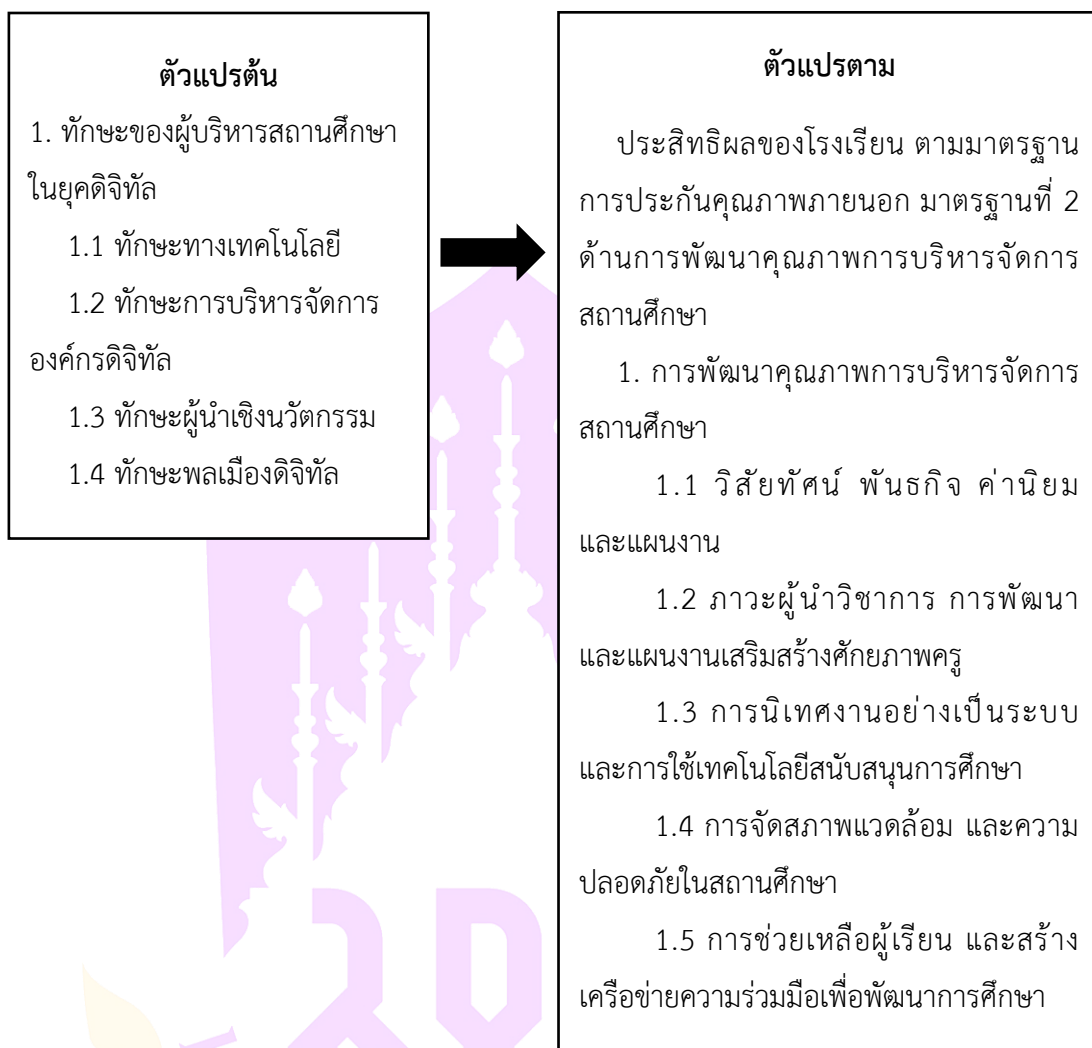 ตัวแปรต้น
1. ทักษะของผู้บริหารสถานศึกษา
ในยุคดิจิทัล
1.1 ทักษะทางเทคโนโลยี
1.2 ทักษะการบริหารจัดการ
องค์กรดิจิทัล
1.3 ทักษะผู้นำเชิงนวัตกรรม
1.4 ทักษะพลเมืองดิจิทัล
ตัวแปรตาม
ประสิทธิผลของโรงเรียน ตามมาตรฐาน
การประกันคุณภาพภายนอก มาตรฐานที่ 2
ด้านการพัฒนาคุณภาพการบริหารจัดการ
สถานศึกษา
1. การพัฒนาคุณภาพการบริหารจัดการ
สถานศึกษา
1.1 วิสัยทัศน์ พันธกิจ ค่านิยม
และแผนงาน
1.2 ภาวะผู้นำวิชาการ การพัฒนา
และแผนงานเสริมสร้างศักยภาพครู
1.3 การนิเทศงานอย่างเป็นระบบ
และการใช้เทคโนโลยีสนับสนุนการศึกษา
1.4 การจัดสภาพแวดล้อม และความ
ปลอดภัยในสถานศึกษา
1.5 การช่วยเหลือผู้เรียน และสร้าง
เครือข่ายความร่วมมือเพื่อพัฒนาการศึกษา